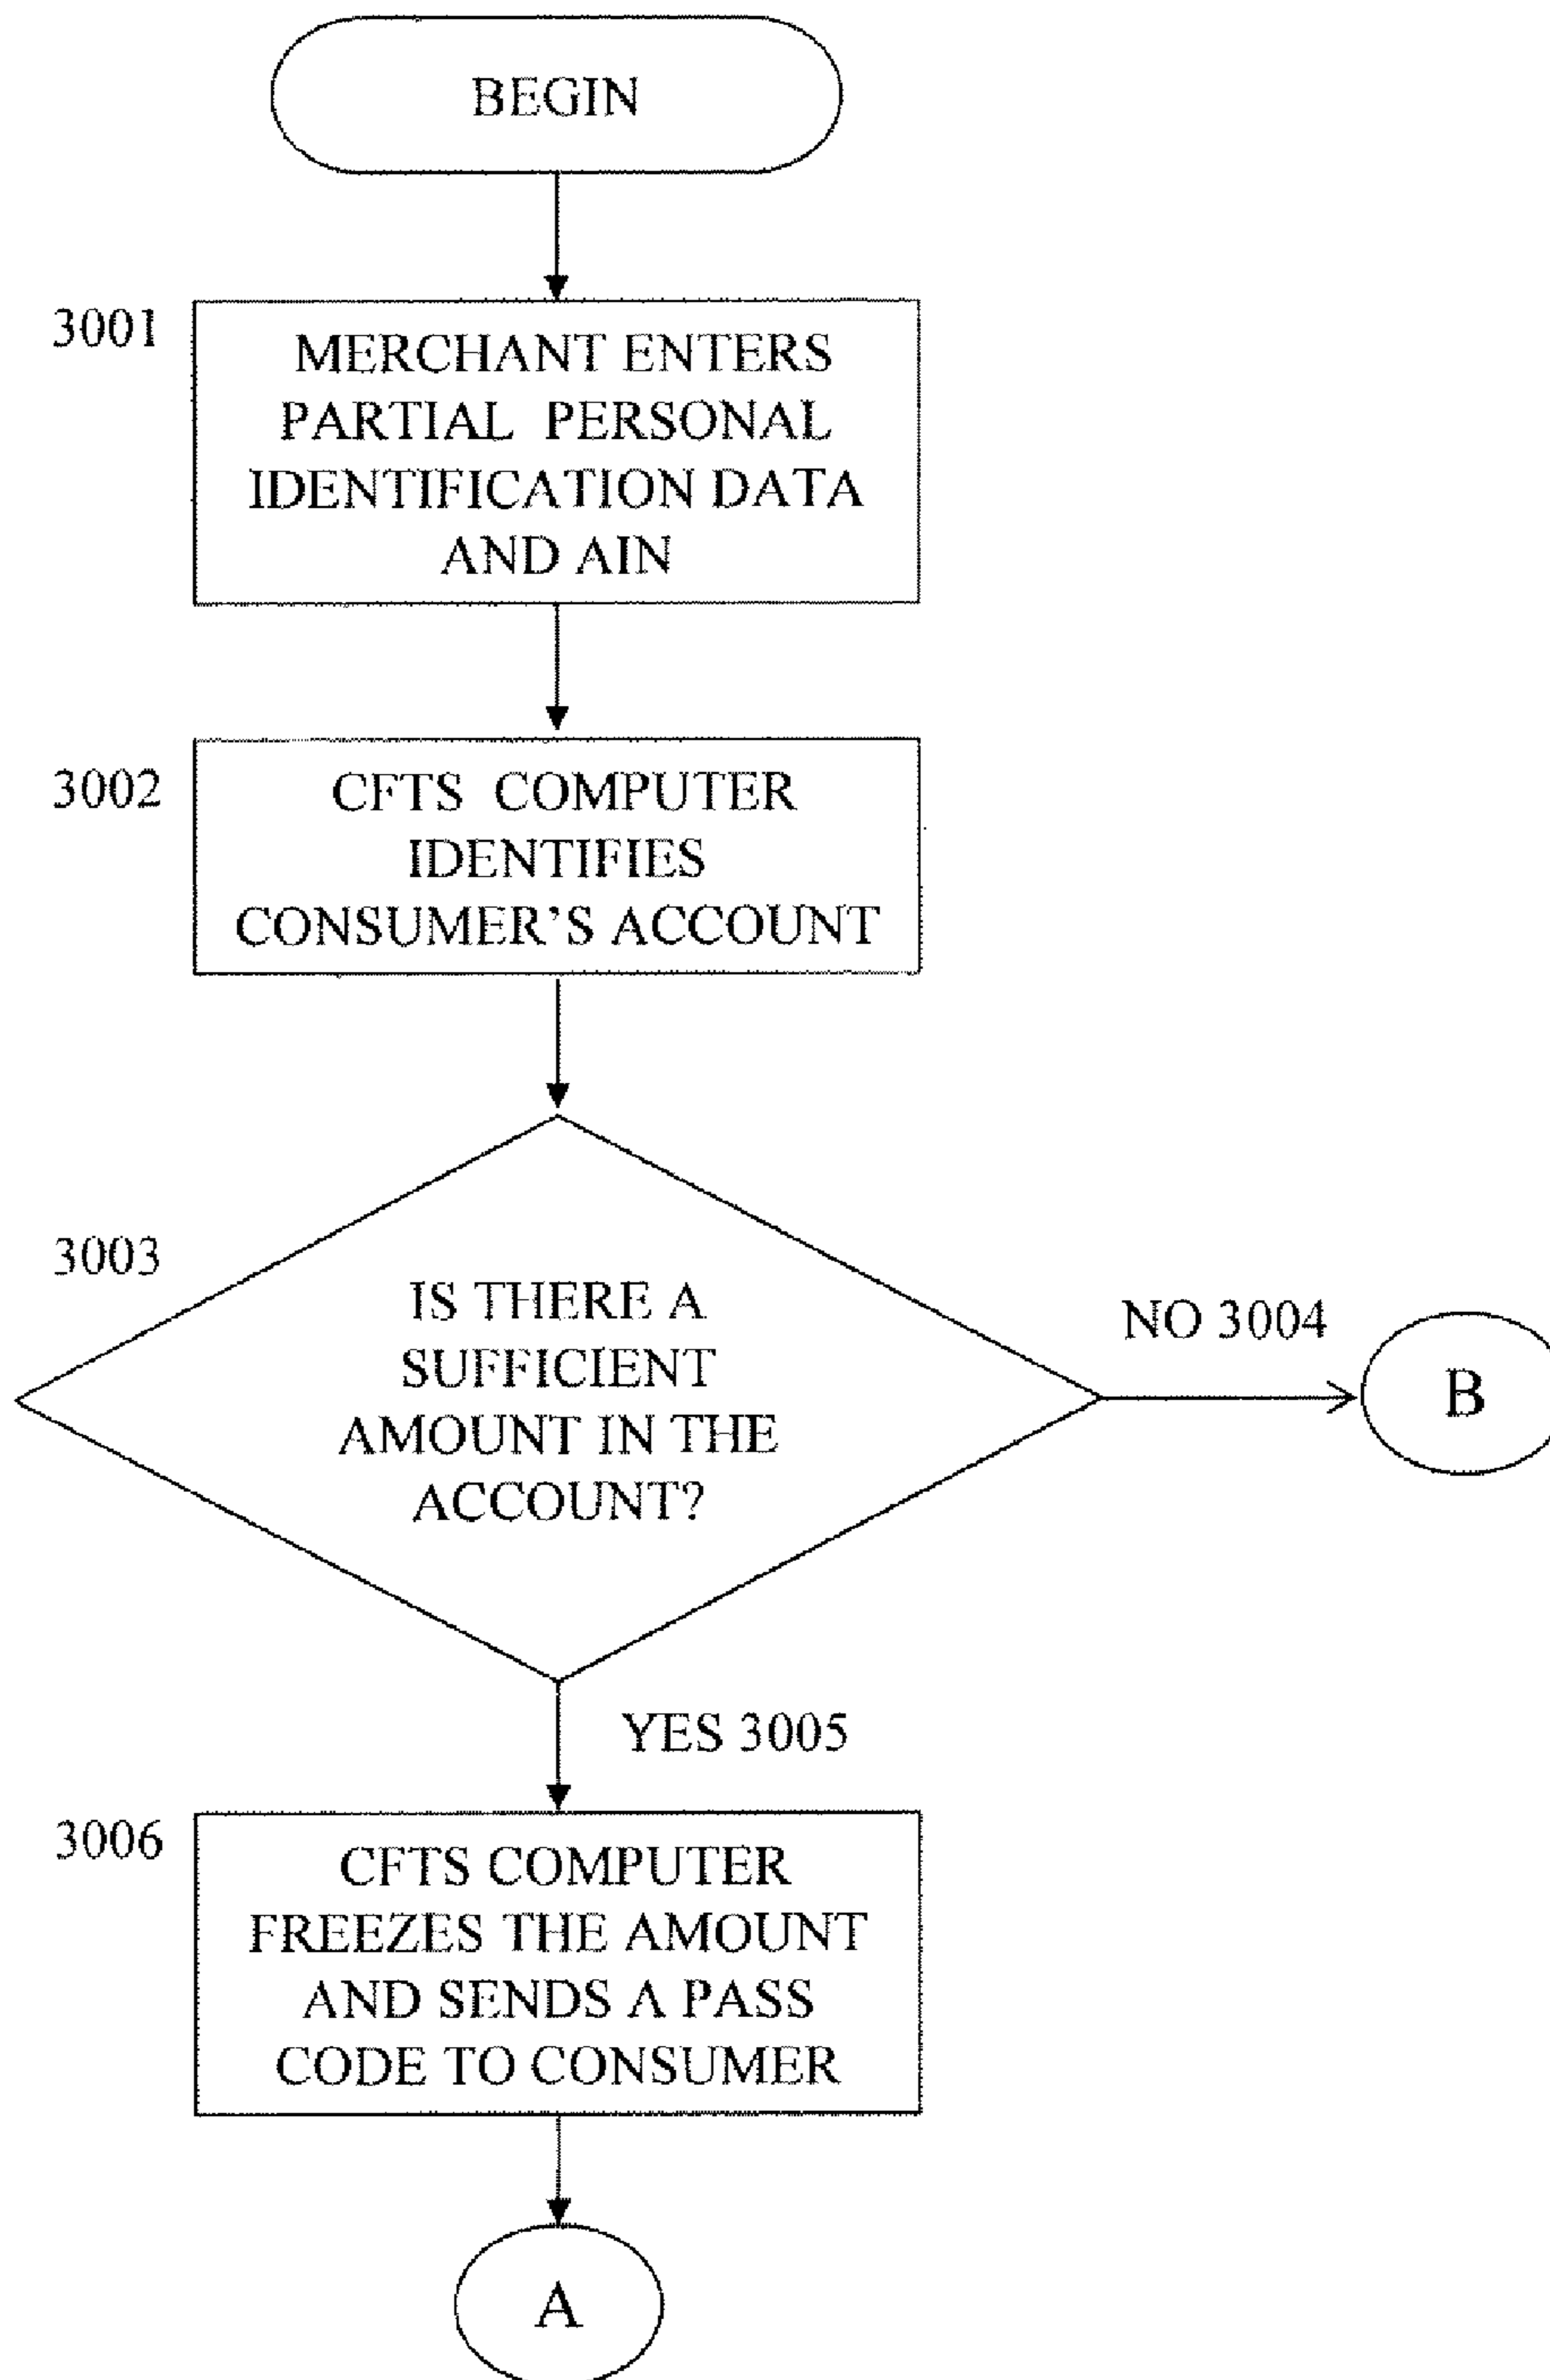 BEGIN
3001
MERCHANT ENTERS
PARTIAL PERSONAL
IDENTIFICATION DATA
AND AIN
3002
CFTS COMPUTER
IDENTIFIES
CONSUMER'S ACCOUNT
3003
IS THERE A
SUFFICIENT
AMOUNT IN THE
ACCOUNT?
NO 3004
B
YES 3005
3006
CFTS COMPUTER
FREEZES THE AMOUNT
AND SENDS A PASS
CODE TO CONSUMER
A